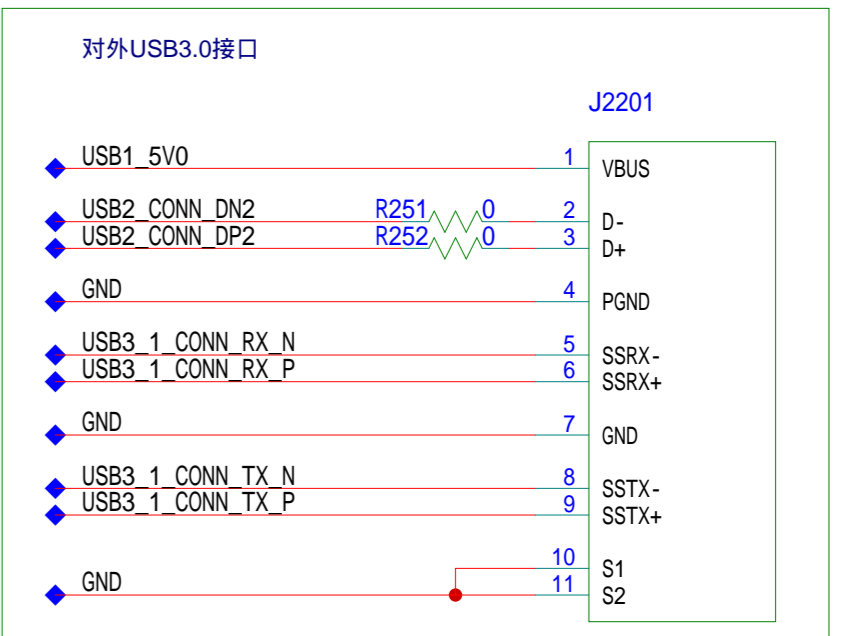 对外USB3.0接口
J2201
USB1_5V0 1 VBUS
USB2_CONN_DN2 R251 0 2 D-
USB2_CONN_DP2 R252 0 3 D+
GND 4 PGND
USB3_1_CONN_RX_N 5 SSRX-
USB3_1_CONN_RX_P 6 SSRX+
GND 7 GND
USB3_1_CONN_TX_N 8 SSTX-
USB3_1_CONN_TX_P 9 SSTX+
10 S1
GND 11 S2